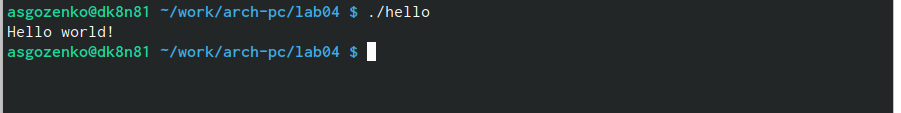 asgozenko@dk8n81 ~/work/arch-pc/lab04 $ ./hello
Hello world!
asgozenko@dk8n81 ~/work/arch-pc/lab04 $